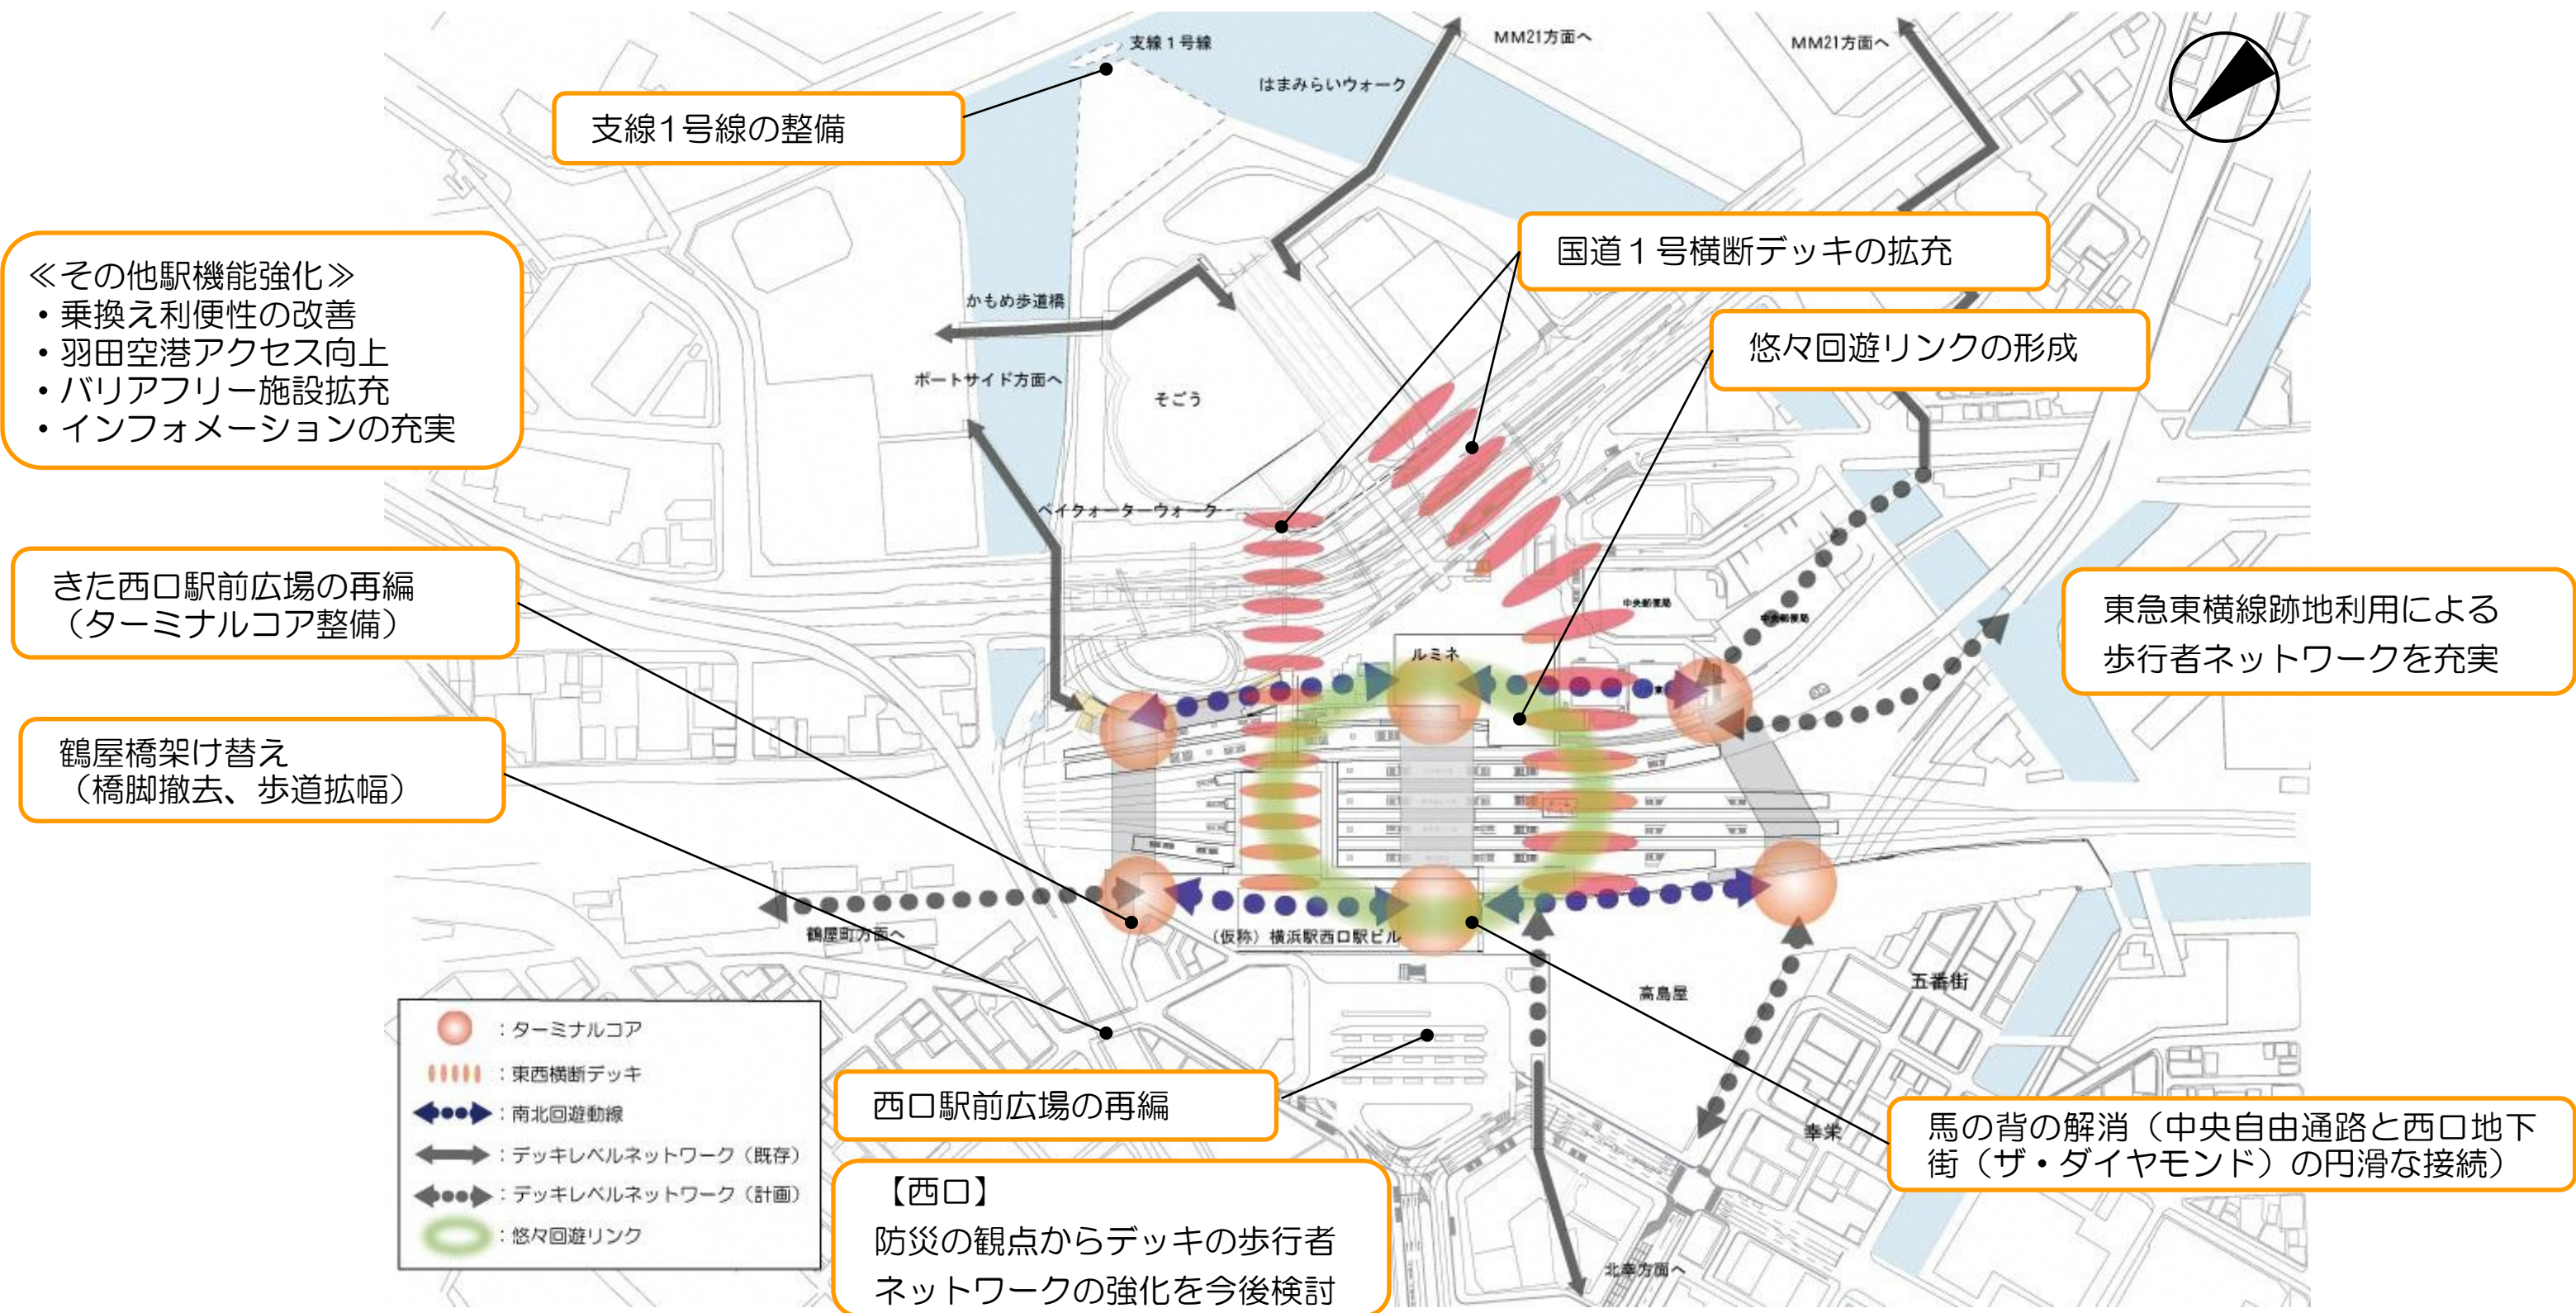 支線１号線
MM21方面へ
MM21方面へ
はまみらいウォーク
支線1号線の整備
国道１号横断デッキの拡充
≪その他駅機能強化≫
・乗換え利便性の改善
・羽田空港アクセス向上
・バリアフリー施設拡充
・インフォメーションの充実
かもめ歩道橋
悠々回遊リンクの形成
ポートサイド方面へ
そごう
ベイクォーターウォーク
きた西口駅前広場の再編
（ターミナルコア整備）
中央郵便局
中央郵便局
東急東横線跡地利用による
歩行者ネットワークを充実
ルミネ
鶴屋橋架け替え
（橋脚撤去、歩道拡幅）
鶴屋町方面へ
（仮称）横浜駅西口駅ビル
高島屋
五番街
：ターミナルコア
：東西横断デッキ
：南北回遊動線
：デッキレベルネットワーク（既存）
：デッキレベルネットワーク（計画）
：悠々回遊リンク
西口駅前広場の再編
幸栄
馬の背の解消（中央自由通路と西口地下
街（ザ・ダイヤモンド）の円滑な接続）
【西口】
防災の観点からデッキの歩行者
ネットワークの強化を今後検討
北幸方面へ